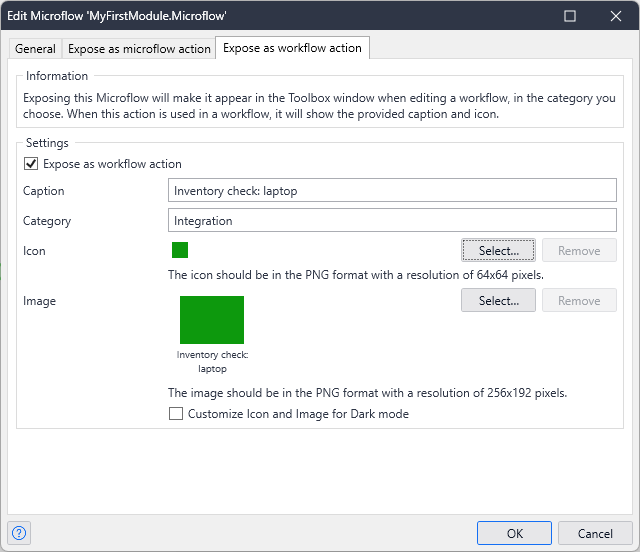 Edit Microflow 'MyFirstModule.Microflow'
General
Expose as microflow action
Expose as workflow action
Information
Exposing this Microflow will make it appear in the Toolbox window when editing a workflow, in the category you
choose. When this action is used in a workflow, it will show the provided caption and icon.
Settings
Expose as workflow action
Caption
Inventory check: laptop
Category
Integration
Icon
Select...
Remove
The icon should be in the PNG format with a resolution of 64x64 pixels.
Image
Select...
Remove
Inventory check:
laptop
The image should be in the PNG format with a resolution of 256x192 pixels.
Customize Icon and Image for Dark mode
?
OK
Cancel